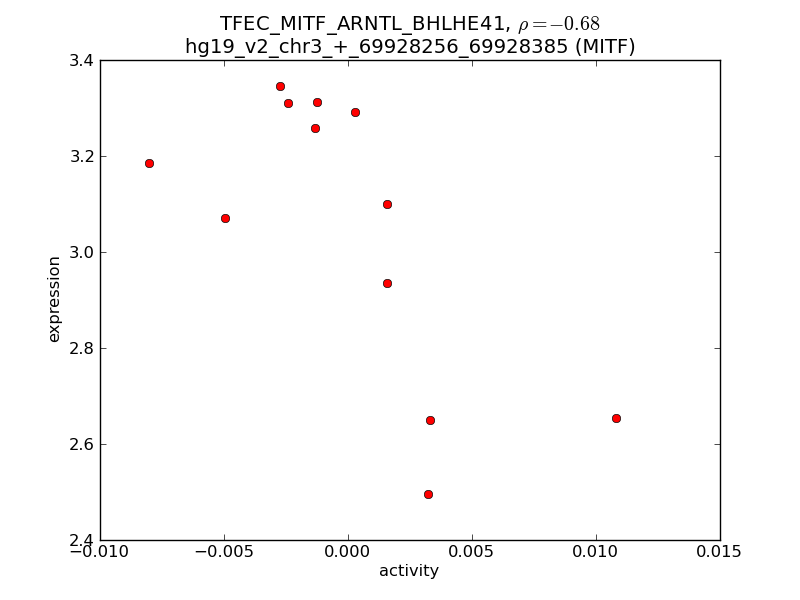 TFEC_MITF_ARNTL_BHLHE41, ρ=−0.68
hg19_v2_chr3_+_69928256_69928385 (MITF)
3.4
3.2
3.0
2.8
2.6
2.4
expression
−0.010 −0.005 0.000 0.005 0.010 0.015
activity